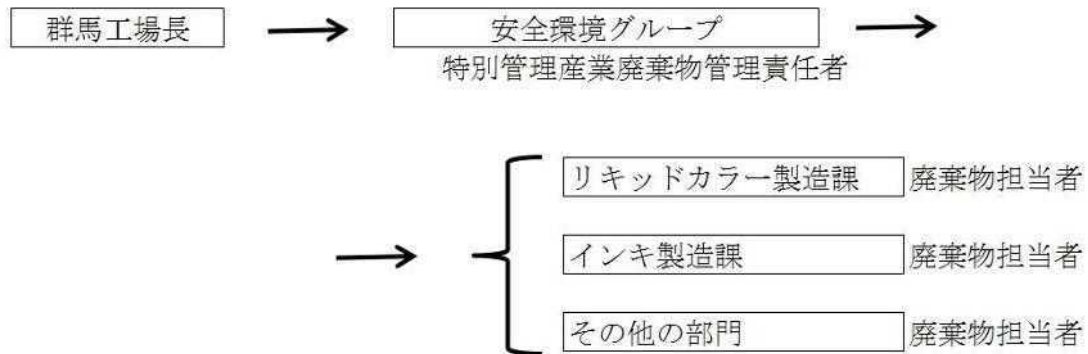 群馬工場長
安全環境グループ
特別管理産業廃棄物管理責任者
リキッドカラー製造課 廃棄物担当者
インキ製造課 廃棄物担当者
その他の部門 廃棄物担当者